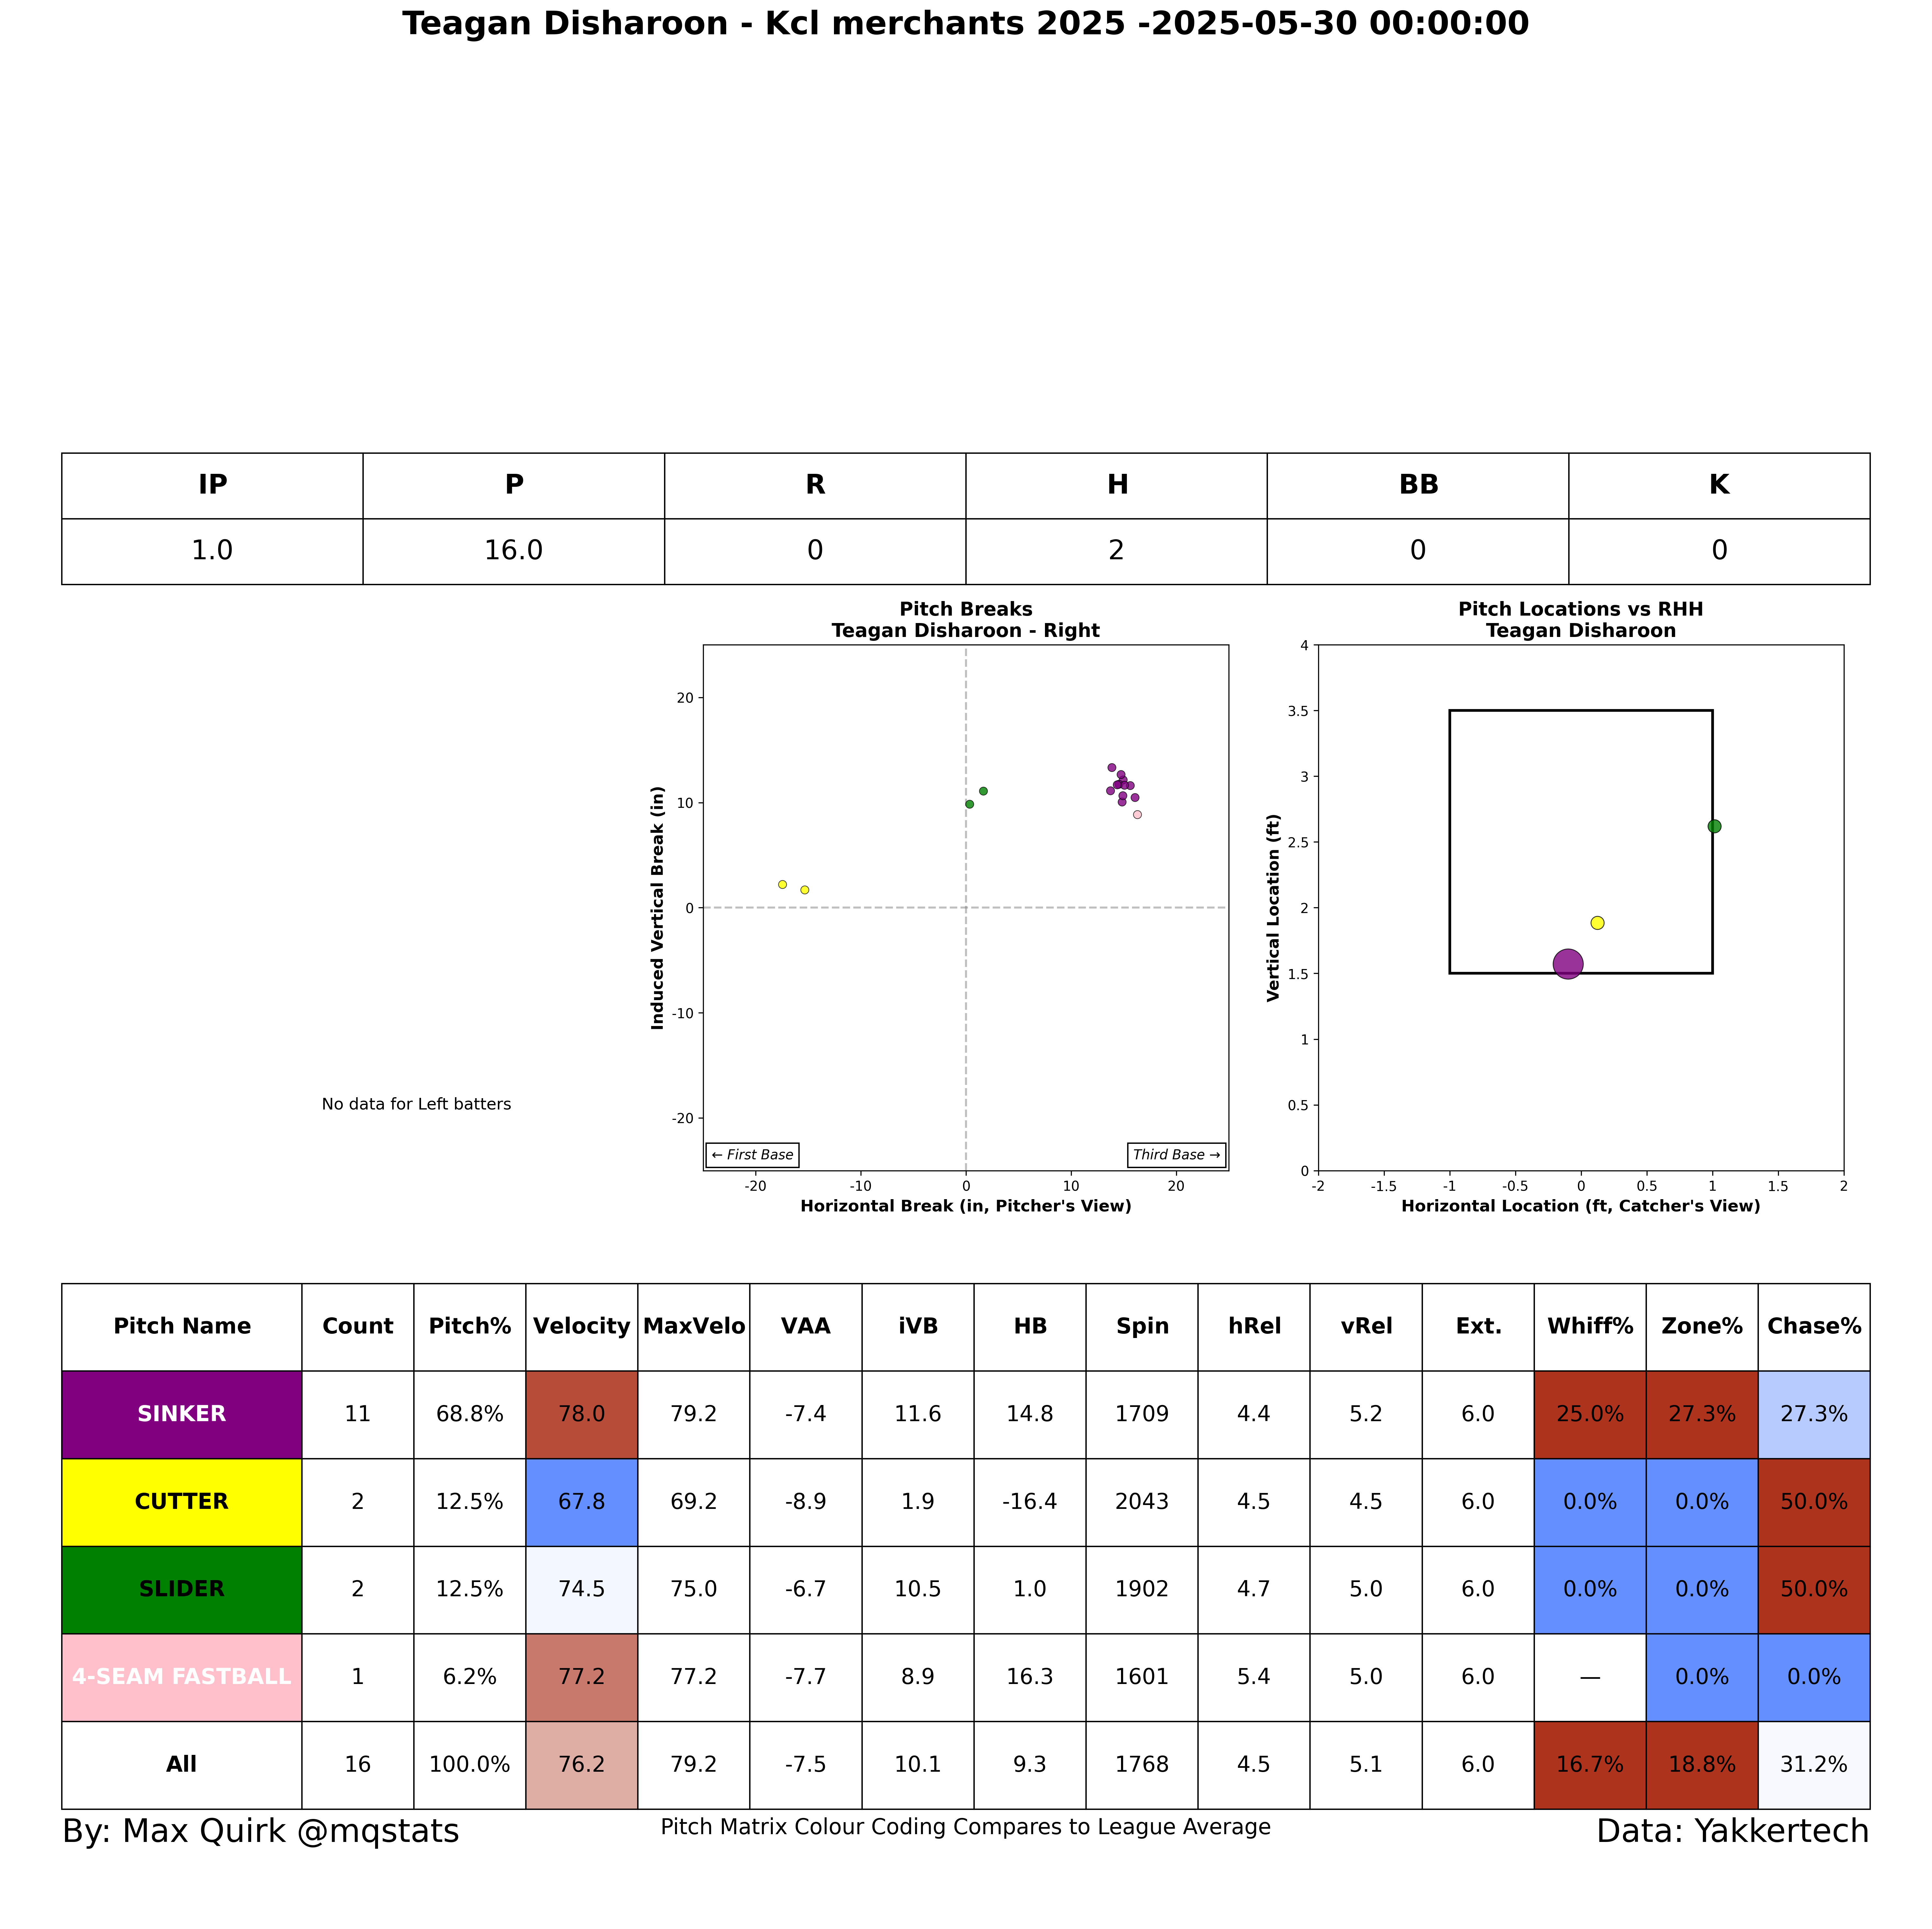 Teagan Disharoon - Kcl merchants 2025 -2025-05-30 00:00:00
IP P R H BB K
1.0 16.0 0 2 0 0
No data for Left batters
Pitch Breaks
Teagan Disharoon - Right
Induced Vertical Break (in)
20
10
0
-10
-20
← First Base
Third Base →
-20 -10 0 10 20
Horizontal Break (in, Pitcher's View)
Pitch Locations vs RHH
Teagan Disharoon
Vertical Location (ft)
4
3.5
3
2.5
2
1.5
1
0.5
0
-2 -1.5 -1 -0.5 0 0.5 1 1.5 2
Horizontal Location (ft, Catcher's View)
Pitch Name Count Pitch% Velocity MaxVelo VAA iVB HB Spin hRel vRel Ext. Whiff% Zone% Chase%
SINKER 11 68.8% 78.0 79.2 -7.4 11.6 14.8 1709 4.4 5.2 6.0 25.0% 27.3% 27.3%
CUTTER 2 12.5% 67.8 69.2 -8.9 1.9 -16.4 2043 4.5 4.5 6.0 0.0% 0.0% 50.0%
SLIDER 2 12.5% 74.5 75.0 -6.7 10.5 1.0 1902 4.7 5.0 6.0 0.0% 0.0% 50.0%
4-SEAM FASTBALL 1 6.2% 77.2 77.2 -7.7 8.9 16.3 1601 5.4 5.0 6.0 — 0.0% 0.0%
All 16 100.0% 76.2 79.2 -7.5 10.1 9.3 1768 4.5 5.1 6.0 16.7% 18.8% 31.2%
By: Max Quirk @mqstats
Pitch Matrix Colour Coding Compares to League Average
Data: Yakkertech